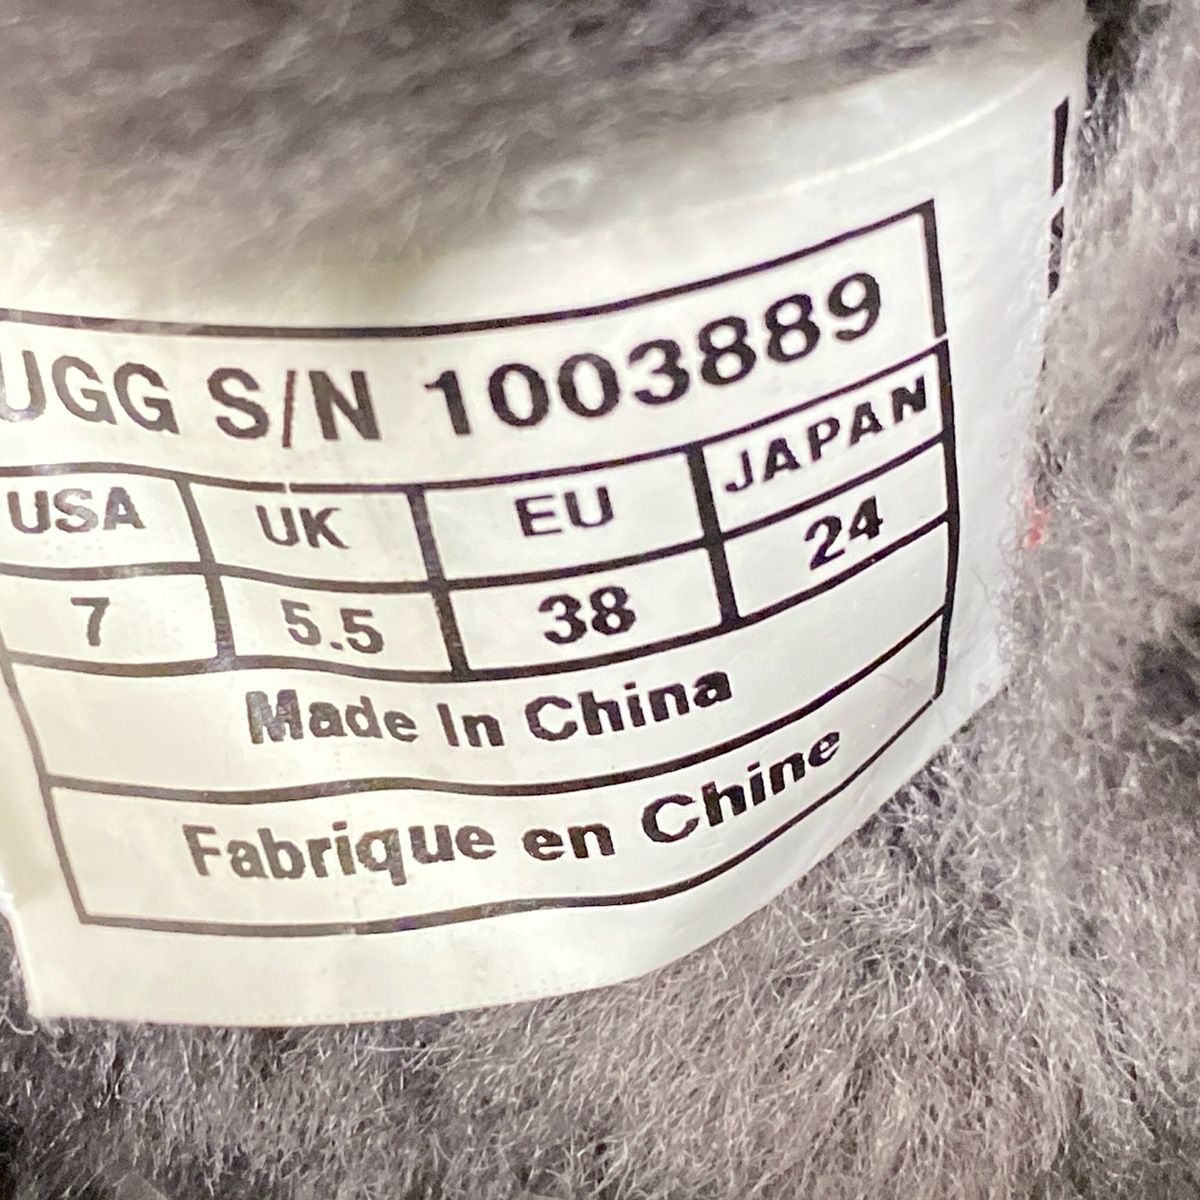 UGG S/N 1003889
USA UK EU JAPAN
7 5.5 38 24
Made In China
Fabrique en Chine